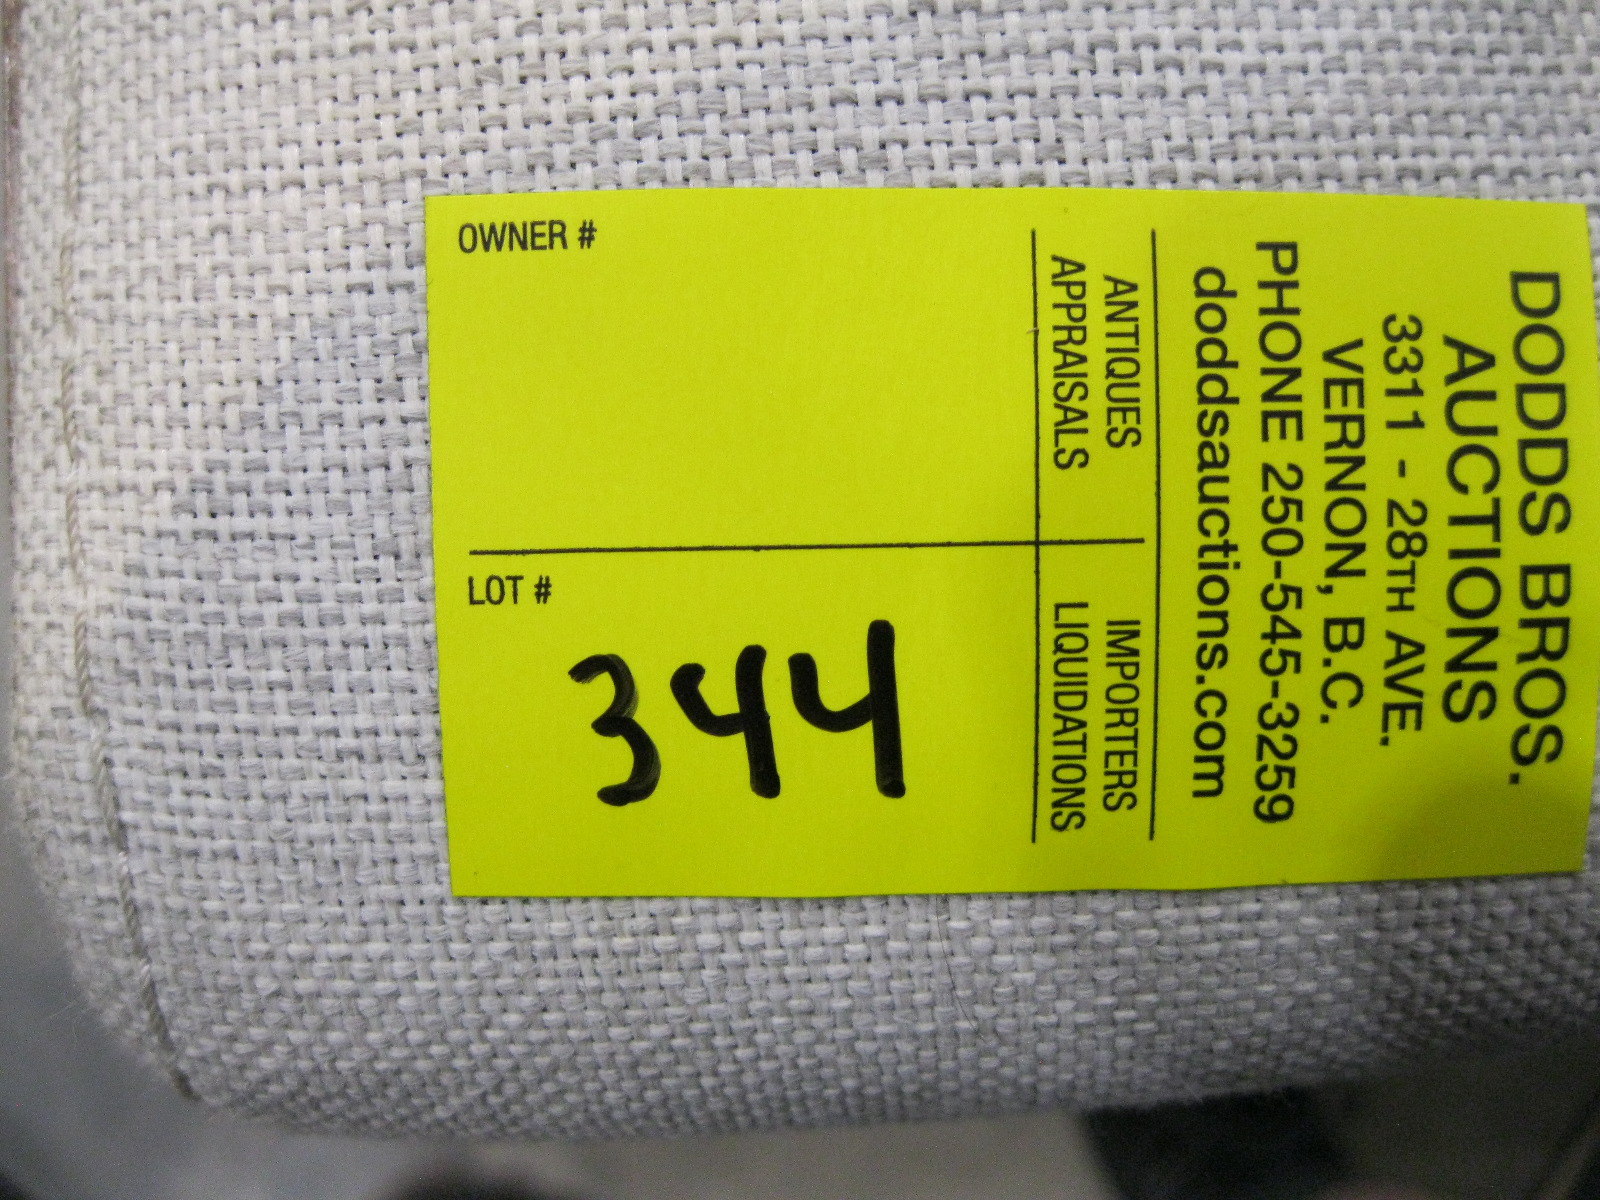 DODDS BROS.
AUCTIONS
3311 - 28TH AVE.
VERNON, B.C.
PHONE 250-545-3259
doddsauctions.com
ANTIQUES IMPORTERS
APPRAISALS LIQUIDATIONS
OWNER #
LOT #
344